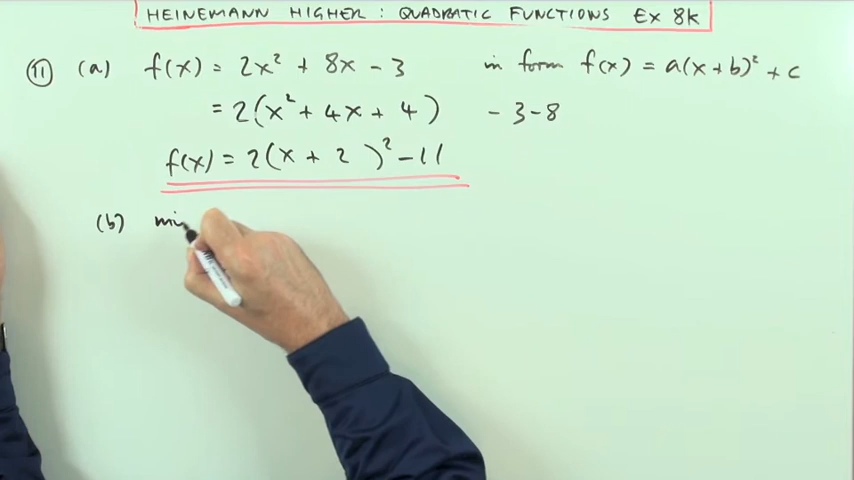 HEINEMANN HIGHER : QUADRATIC FUNCTIONS Ex 8K
11 (a) f(x) = 2x² + 8x - 3 in form f(x) = a(x+b)² + c
= 2(x² + 4x + 4) - 3 - 8
f(x) = 2(x + 2 )² - 11
(b) mi